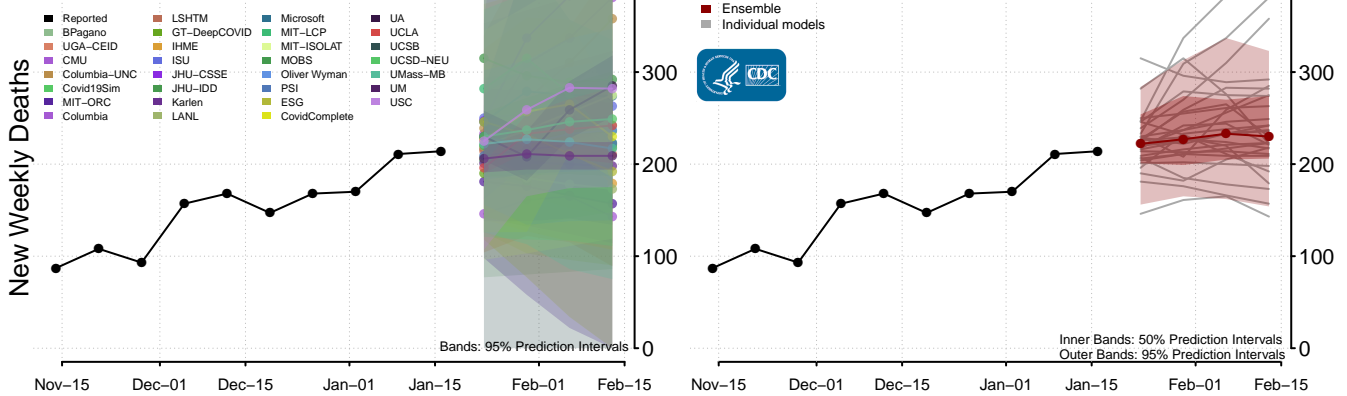 New Weekly Deaths
Reported
BPagano
UGA−CEID
CMU
Columbia−UNC
Covid19Sim
MIT−ORC
Columbia
LSHTM
GT−DeepCOVID
IHME
ISU
JHU−CSSE
JHU−IDD
Karlen
LANL
Microsoft
MIT−LCP
MIT−ISOLAT
MOBS
Oliver Wyman
PSI
ESG
CovidComplete
UA
UCLA
UCSB
UCSD−NEU
UMass−MB
UM
USC
300
200
100
0
Bands: 95% Prediction Intervals
Nov−15 Dec−01 Dec−15 Jan−01 Jan−15 Feb−01 Feb−15
Ensemble
Individual models
CDC
300
200
100
0
Inner Bands: 50% Prediction Intervals
Outer Bands: 95% Prediction Intervals
Nov−15 Dec−01 Dec−15 Jan−01 Jan−15 Feb−01 Feb−15